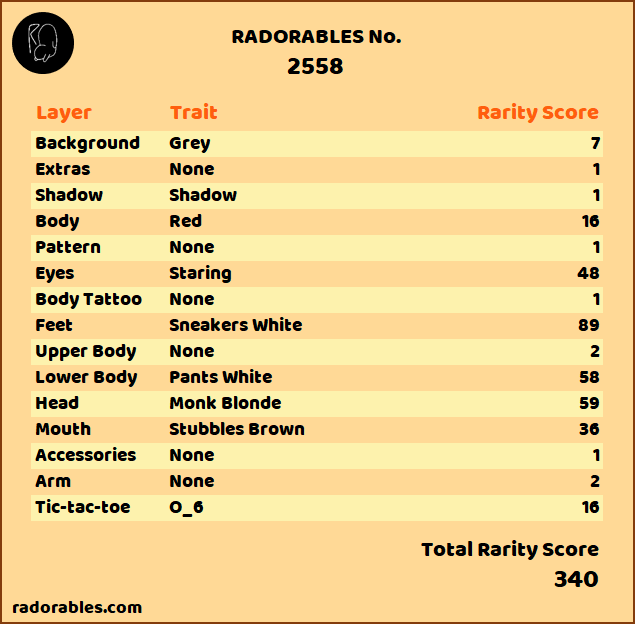 RADORABLES No.
2558
Layer Trait Rarity Score
Background Grey 7
Extras None 1
Shadow Shadow 1
Body Red 16
Pattern None 1
Eyes Staring 48
Body Tattoo None 1
Feet Sneakers White 89
Upper Body None 2
Lower Body Pants White 58
Head Monk Blonde 59
Mouth Stubbles Brown 36
Accessories None 1
Arm None 2
Tic-tac-toe O_6 16
Total Rarity Score
340
radorables.com